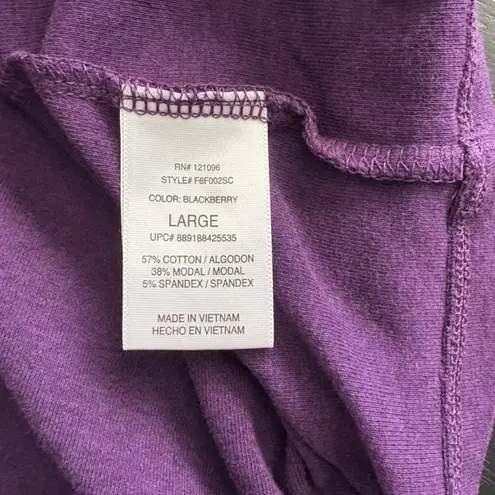 RN# 121096
STYLE# F6F002SC
COLOR: BLACKBERRY
LARGE
UPC# 889188425535
57% COTTON / ALGODON
38% MODAL / MODAL
5% SPANDEX / SPANDEX
MADE IN VIETNAM
HECHO EN VIETNAM